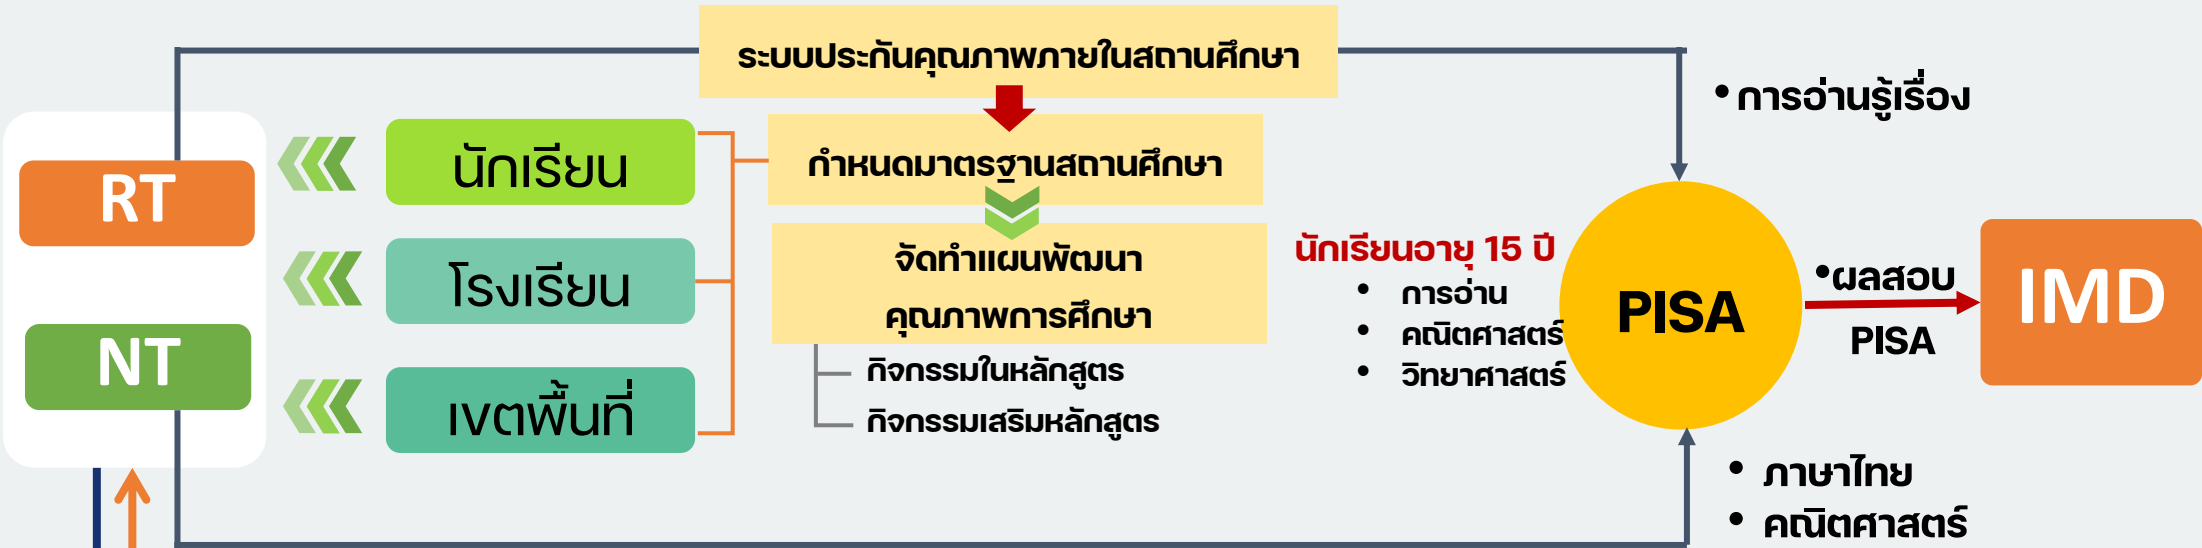 ระบบประกันคุณภาพภายในสถานศึกษา
• การอ่านรู้เรื่อง
RT
นักเรียน
กำหนดมาตรฐานสถานศึกษา
โรงเรียน
จัดทำแผนพัฒนา
คุณภาพการศึกษา
นักเรียนอายุ 15 ปี
• การอ่าน
• คณิตศาสตร์
• วิทยาศาสตร์
PISA
•ผลสอบ
PISA
IMD
NT
เขตพื้นที่
กิจกรรมในหลักสูตร
กิจกรรมเสริมหลักสูตร
• ภาษาไทย
• คณิตศาสตร์